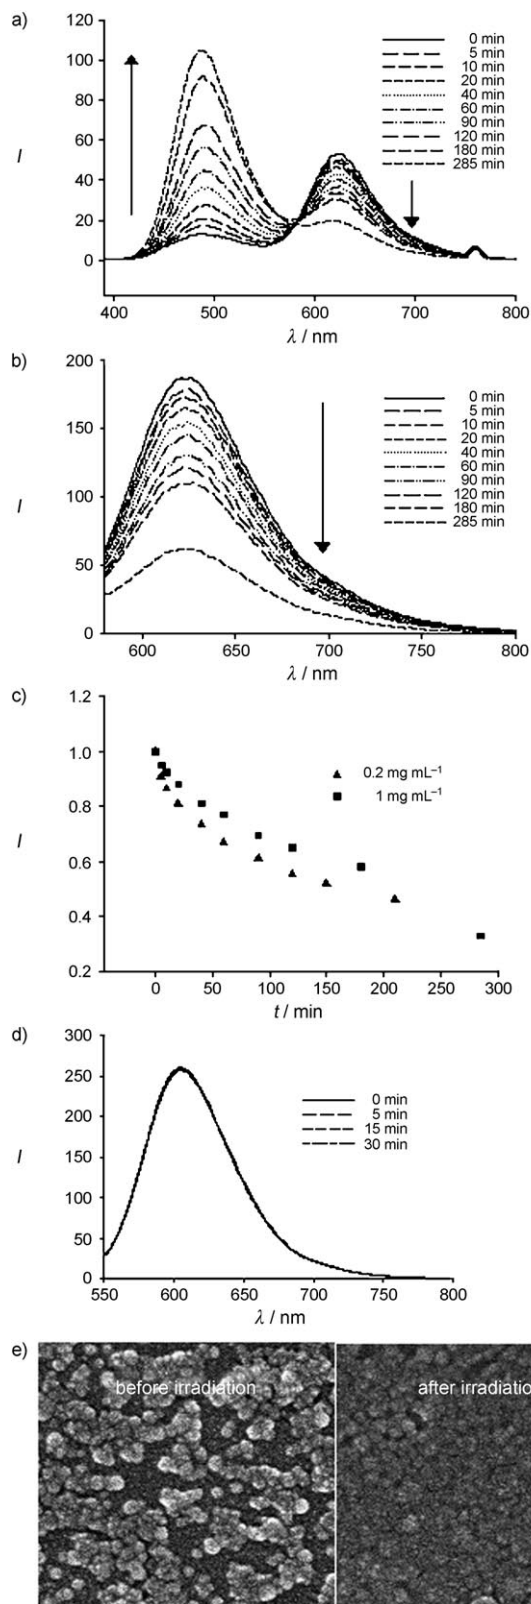 a)
120
100
80
60
40
20
0
I
400 500 600 700 800
λ / nm
0 min
5 min
10 min
20 min
40 min
60 min
90 min
120 min
180 min
285 min
b)
200
150
100
50
0
I
600 650 700 750 800
λ / nm
0 min
5 min
10 min
20 min
40 min
60 min
90 min
120 min
180 min
285 min
c)
1.2
1.0
0.8
0.6
0.4
0.2
I
0 50 100 150 200 250 300
t / min
0.2 mg mL⁻¹
1 mg mL⁻¹
d)
300
250
200
150
100
50
0
I
550 600 650 700 750 800
λ / nm
0 min
5 min
15 min
30 min
e)
before irradiation
after irradiatio